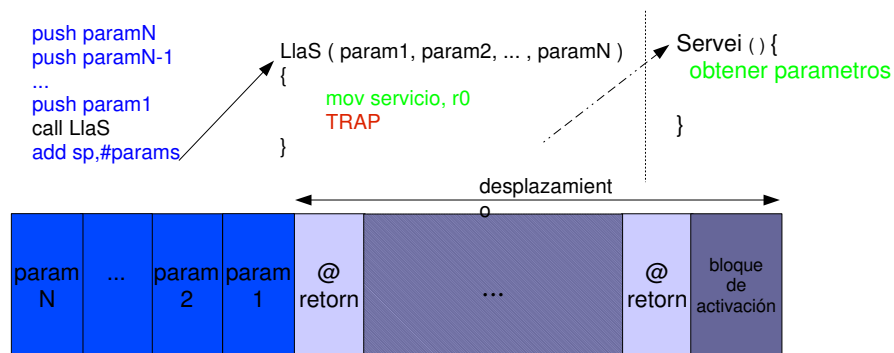 push paramN
push paramN-1
...
push param1
call LlaS
add sp,#params
LlaS ( param1, param2, ... , paramN )
{
mov servicio, r0
TRAP
}
Servei ( ) {
obtener parametros
}
desplazamient
o
param
N
...
param
2
param
1
@
retorn
...
@
retorn
bloque
de
activación